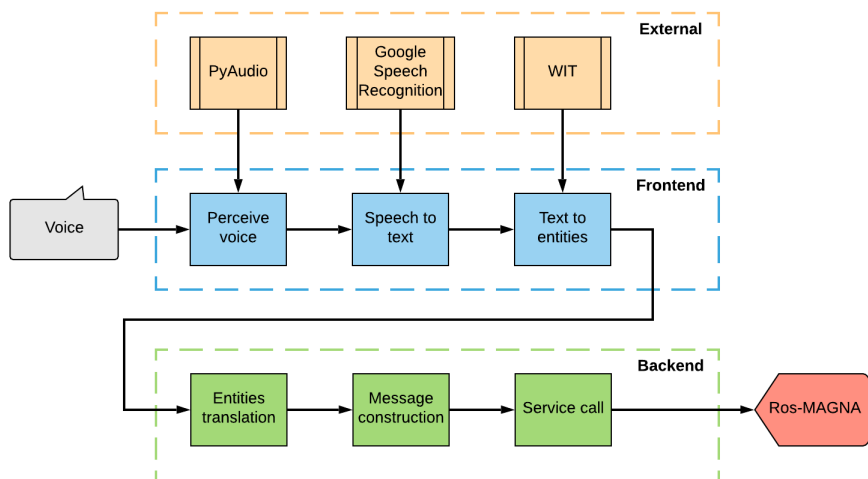 External
PyAudio
Google
Speech
Recognition
WIT
Frontend
Voice
Perceive
voice
Speech to
text
Text to
entities
Backend
Entities
translation
Message
construction
Service call
Ros-MAGNA